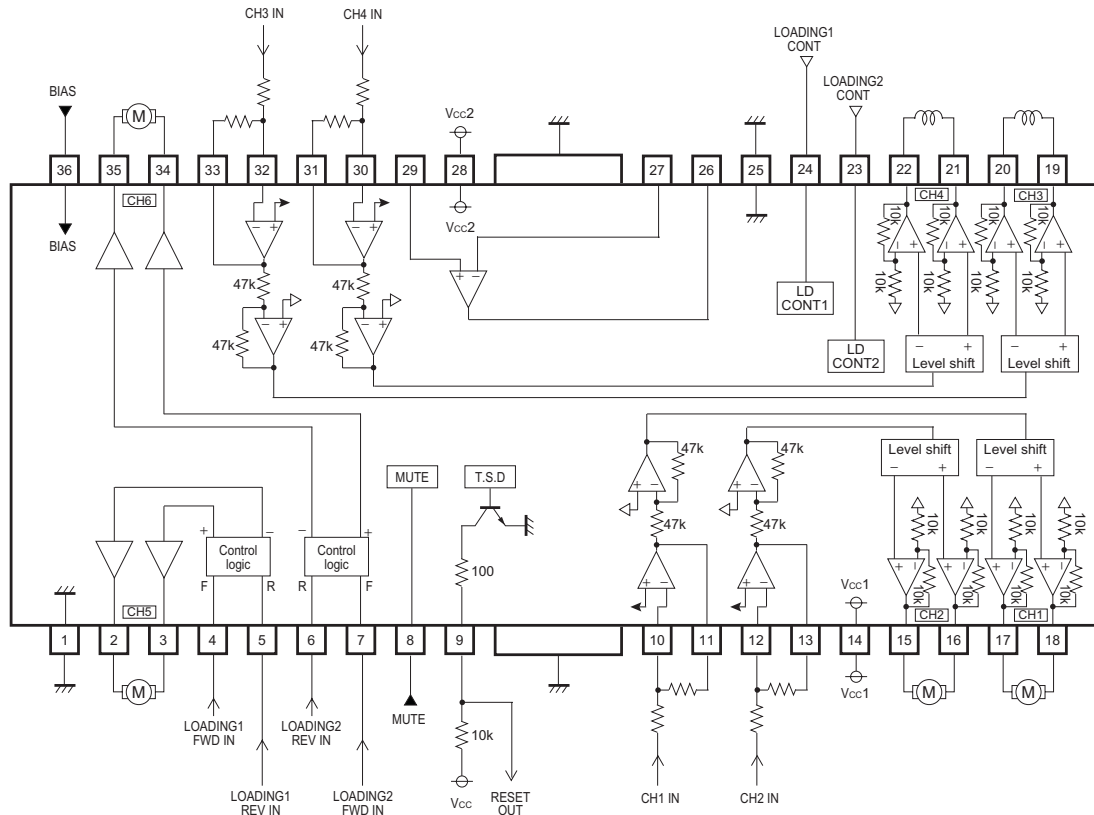 CH3 IN
CH4 IN
LOADING1
CONT
LOADING2
CONT
BIAS
M
Vcc2
36
35
34
33
32
31
30
29
28
27
26
25
24
23
22
21
20
19
CH6
CH4
CH3
BIAS
Vcc2
− +
− +
+ −
10k
10k
10k
10k
− + − + − + − +
47k
47k
10k
10k
10k
10k
LD
CONT1
− +
− +
47k
47k
LD
CONT2
− +
Level shift
− +
Level shift
47k
47k
Level shift
− +
Level shift
− +
MUTE
T.S.D
+ −
+ −
47k
47k
10k
10k
10k
10k
+ −
Control
logic
F R
− +
Control
logic
R F
100
+ −
+ −
Vcc1
+ − + − + − + −
10k
10k
10k
10k
CH5
CH2
CH1
1
2
3
4
5
6
7
8
9
10
11
12
13
14
15
16
17
18
M
LOADING1
FWD IN
LOADING2
REV IN
MUTE
10k
Vcc1
M
M
LOADING1
REV IN
LOADING2
FWD IN
Vcc
RESET
OUT
CH1 IN
CH2 IN